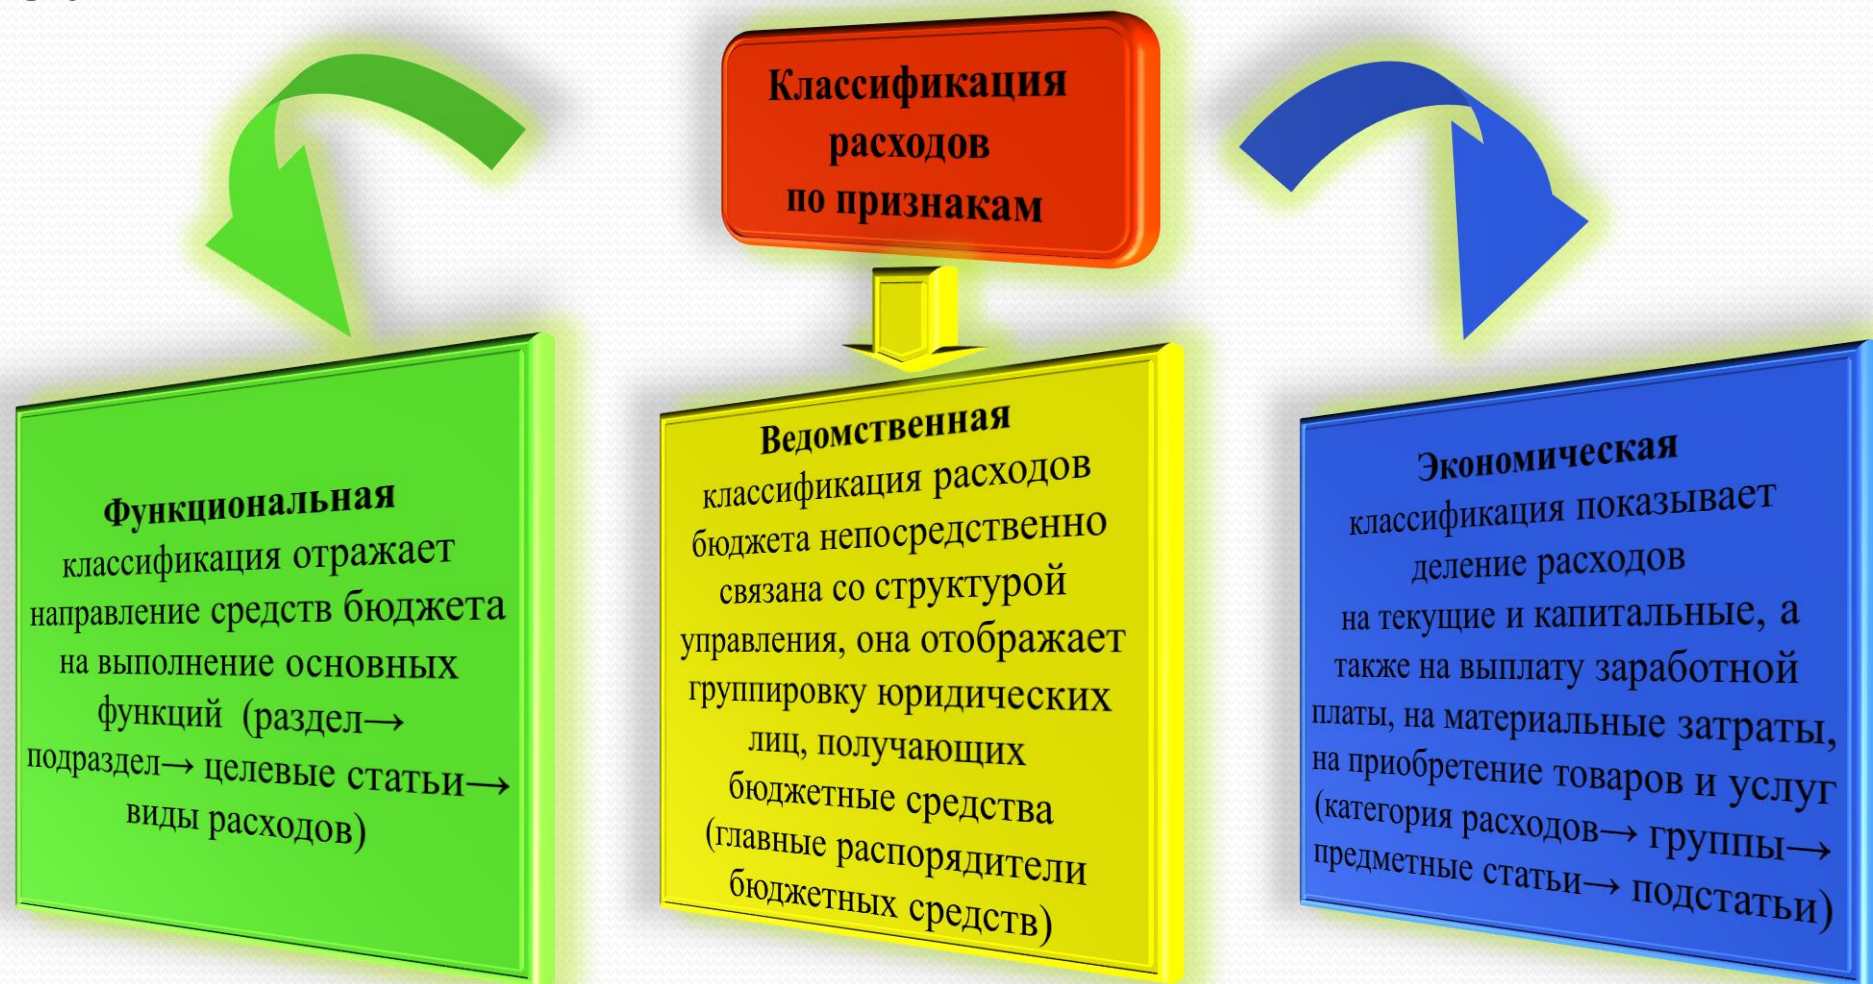 Классификация
расходов
по признакам
Функциональная
классификация отражает
направление средств бюджета
на выполнение основных
функций (раздел→
подраздел→ целевые статьи→
виды расходов)
Ведомственная
классификация расходов
бюджета непосредственно
связана со структурой
управления, она отображает
группировку юридических
лиц, получающих
бюджетные средства
(главные распорядители
бюджетных средств)
Экономическая
классификация показывает
деление расходов
на текущие и капитальные, а
также на выплату заработной
платы, на материальные затраты,
на приобретение товаров и услуг
(категория расходов→ группы→
предметные статьи→ подстатьи)